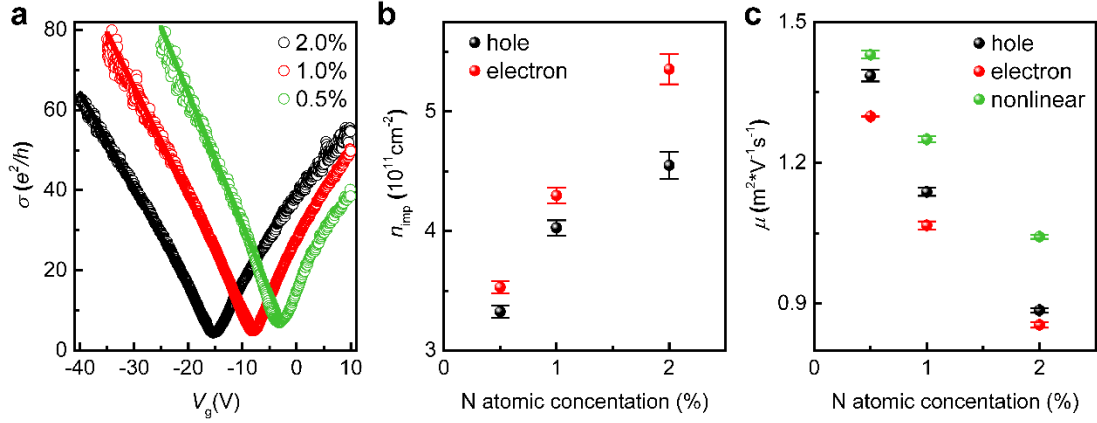 a
80
60
40
20
0
σ (e²/h)
2.0%
1.0%
0.5%
-40 -30 -20 -10 0 10
Vg(V)
b
hole
electron
5
4
3
nimp (10¹¹cm-2)
0 1 2
N atomic concentation (%)
c
1.5
1.2
0.9
μ (m²*V⁻¹s⁻¹)
hole
electron
nonlinear
0 1 2
N atomic concentation (%)